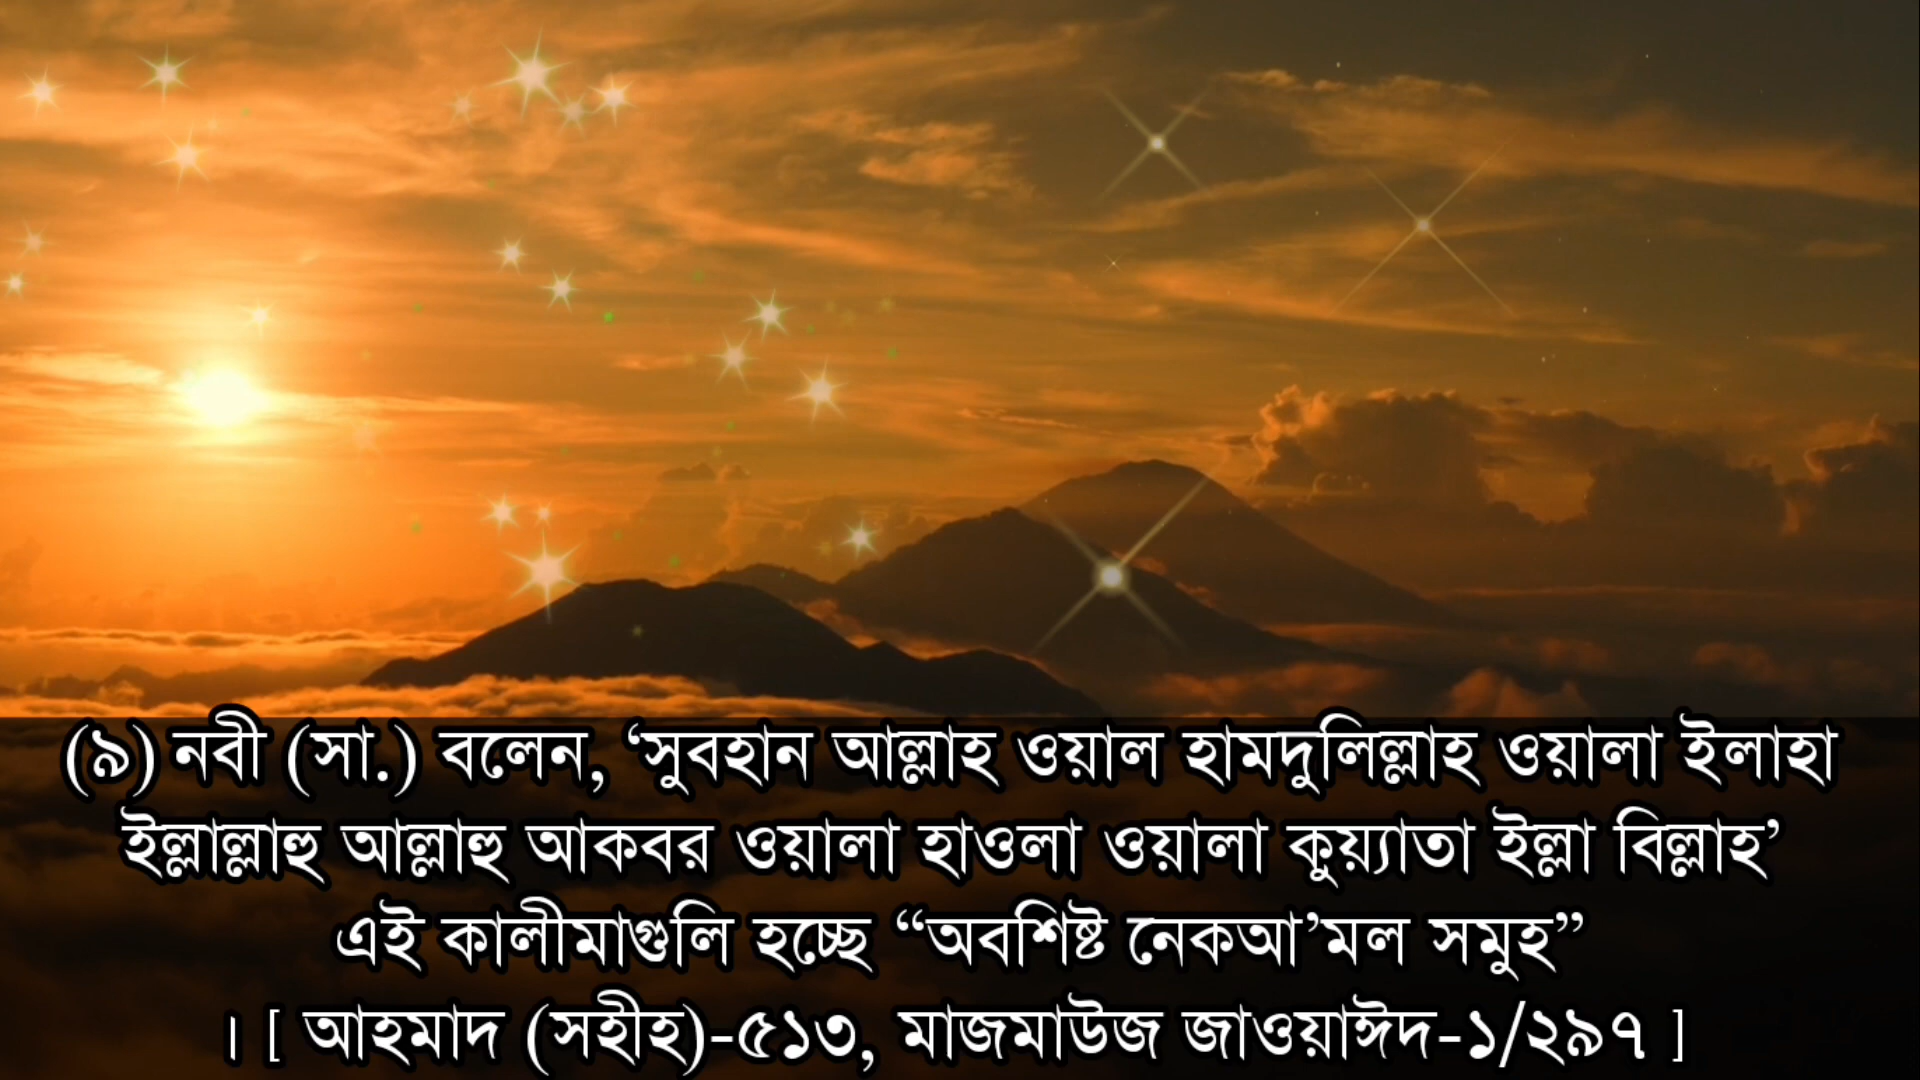 (৯) নবী (সা.) বলেন, ‘সুবহান আল্লাহ ওয়াল হামদুলিল্লাহ ওয়ালা ইলাহা
ইল্লাল্লাহু আল্লাহু আকবর ওয়ালা হাওলা ওয়ালা কুয়্যাতা ইল্লা বিল্লাহ’
এই কালীমাগুলি হচ্ছে “অবশিষ্ট নেকআ’মল সমুহ”
। [ আহমাদ (সহীহ)-৫১৩, মাজমাউজ জাওয়াঈদ-১/২৯৭ ]